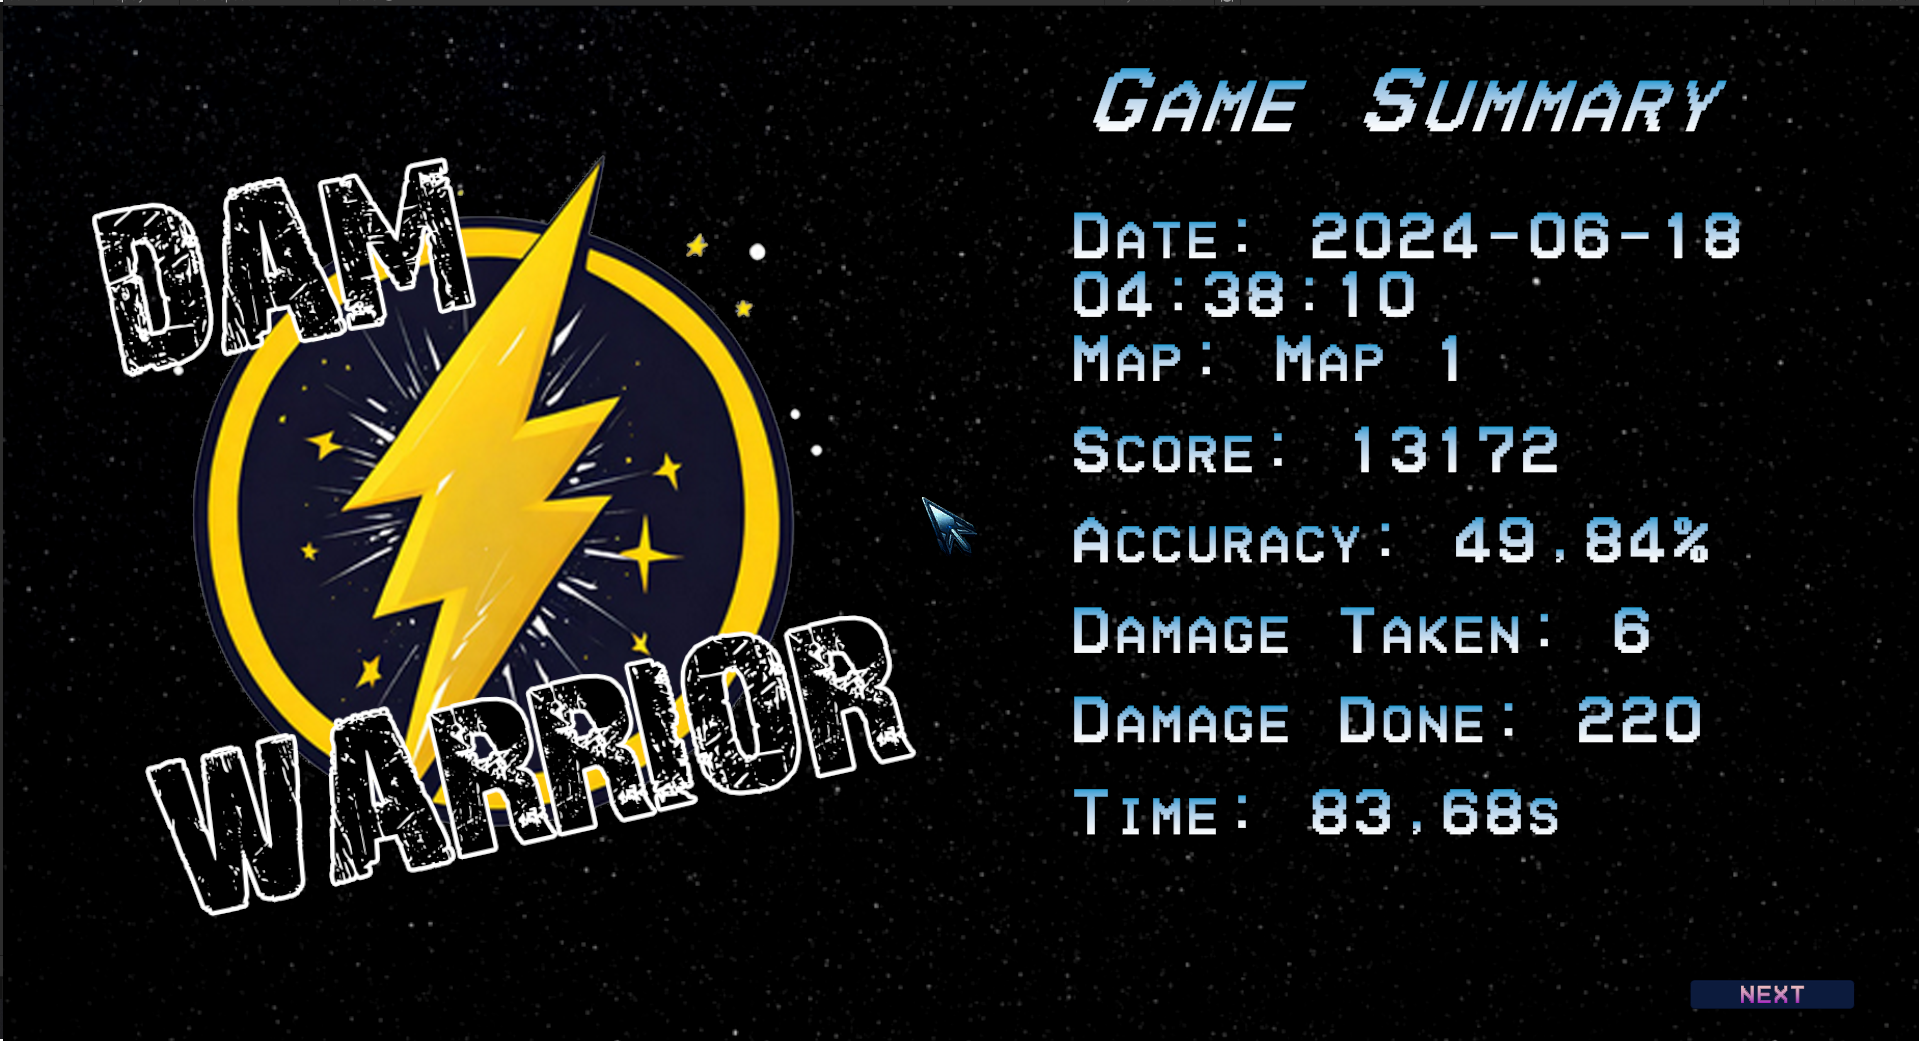 DAM
WARRIOR
GAME SUMMARY
DATE: 2024-06-18
04:38:10
MAP: MAP 1
SCORE: 13172
ACCURACY: 49.84%
DAMAGE TAKEN: 6
DAMAGE DONE: 220
TIME: 83.68s
NEXT